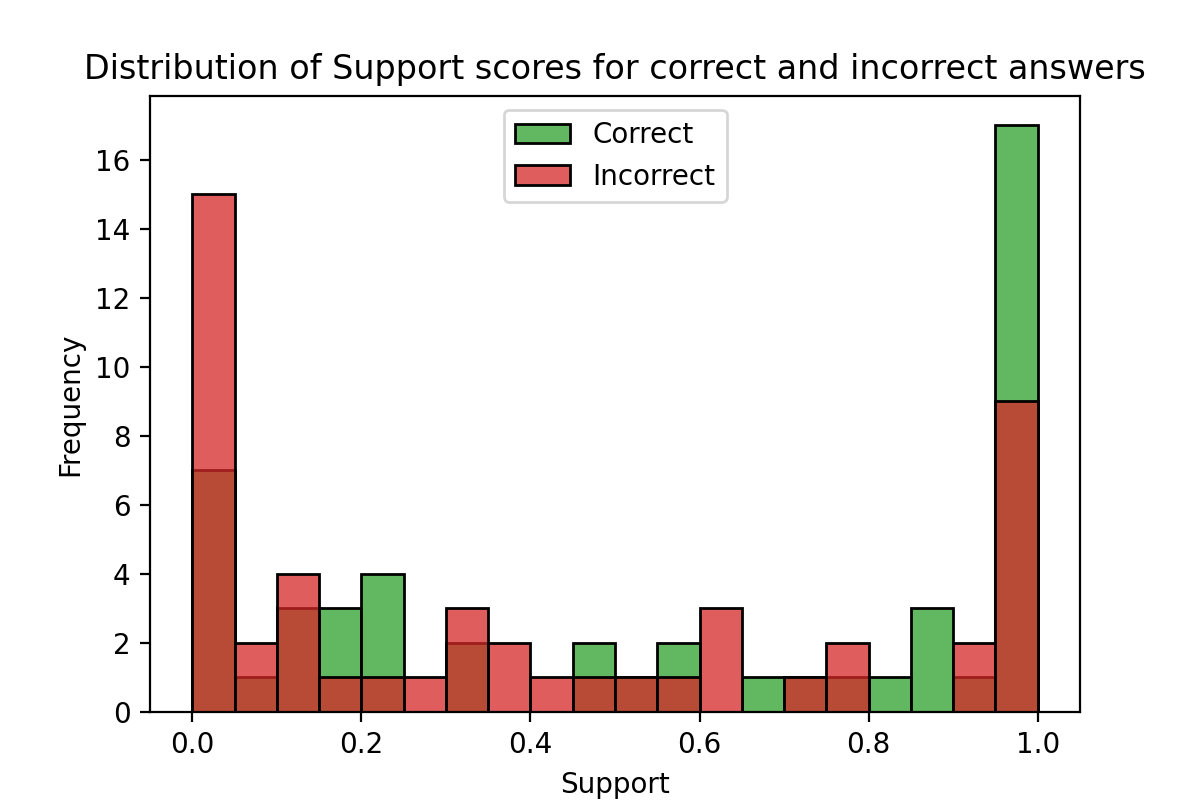 Distribution of Support scores for correct and incorrect answers
Correct
Incorrect
16
14
12
10
8
6
4
2
0
Frequency
0.0 0.2 0.4 0.6 0.8 1.0
Support